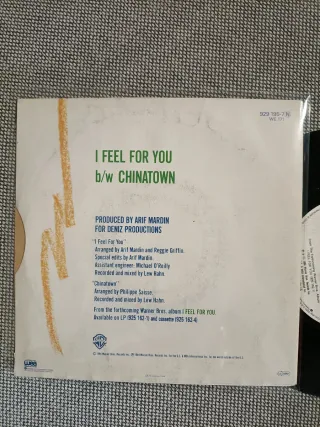 I FEEL FOR YOU
b/w CHINATOWN
PRODUCED BY ARIF MARDIN
FOR DENIZ PRODUCTIONS
"I Feel For You"
Arranged by Arif Mardin and Reggie Griffin.
Special edits by Arif Mardin.
Assistant engineer: Michael O'Reilly
Recorded and mixed by Lew Hahn.
"Chinatown"
Arranged by Philippe Saisse.
Recorded and mixed by Lew Hahn.
From the forthcoming Warner Bros. album I FEEL FOR YOU
Available on LP (925 162-1) and cassette (925 162-4)